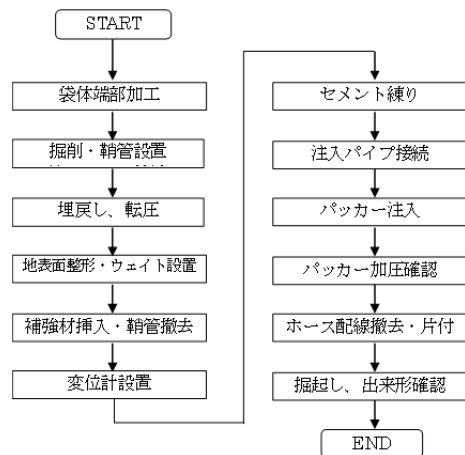 START
袋体端部加工
掘削・鞘管設置
埋戻し、転圧
地表面整形・ウェイト設置
補強材挿入・鞘管撤去
変位計設置
セメント練り
注入パイプ接続
パッカー注入
パッカー加圧確認
ホース配線撤去・片付
掘起し、出来形確認
END